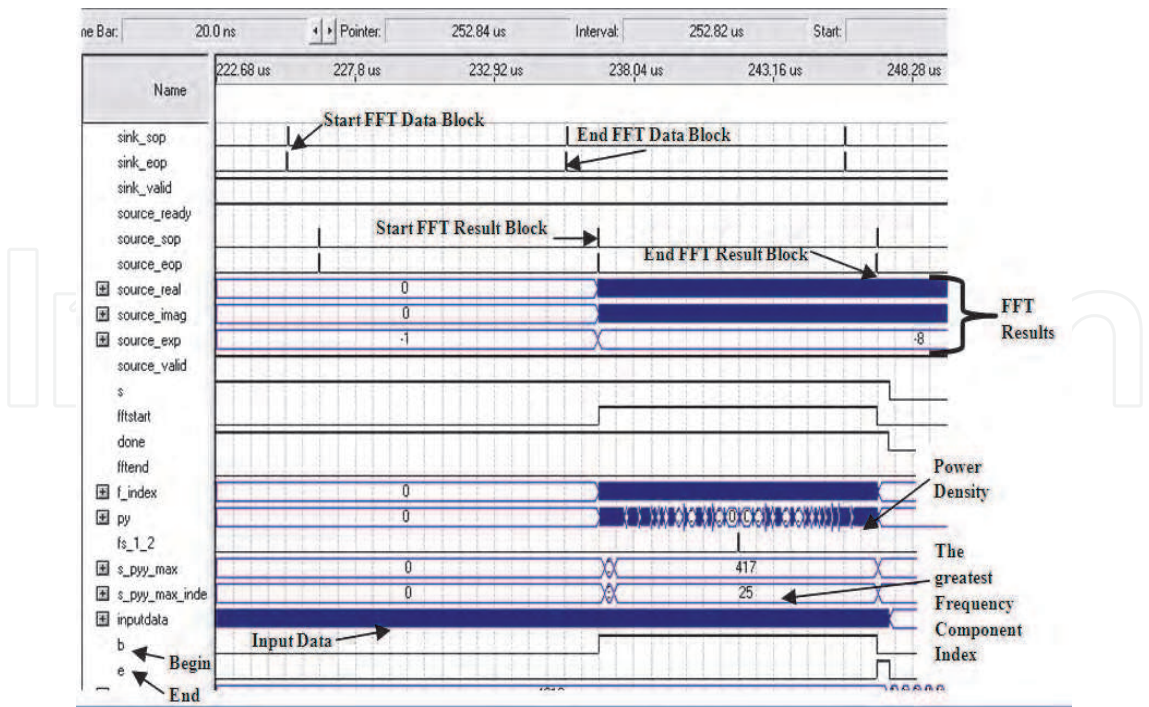 me Bar: 20.0 ns Pointer: 252.84 us Interval: 252.82 us Start:
Name
222.68 us 227.8 us 232.92 us 238.04 us 243.16 us 248.28 us
sink_sop
Start FFT Data Block
End FFT Data Block
sink_eop
sink_valid
source_ready
source_sop
Start FFT Result Block
source_eop
End FFT Result Block
source_real 0
source_imag 0
source_exp -1 -8
FFT
Results
source_valid
s
fftstart
done
fftend
Power
Density
f_index 0
py 0 0
fs_1_2
s_pyy_max 0 417
s_pyy_max_inde 0 25
The
greatest
Frequency
Component
Index
inputdata
Input Data
b
Begin
e
End